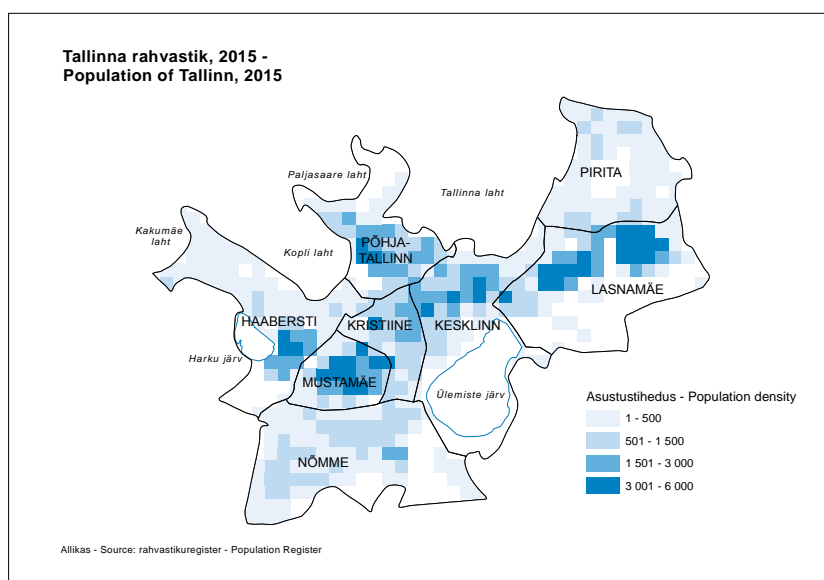 Tallinna rahvastik, 2015 -
Population of Tallinn, 2015
Paljasaare laht
Tallinna laht
PIRITA
Kakumäe
laht
Kopli laht
PÕHJA-
TALLINN
LASNAMÄE
HAABERSTI
KRISTIINE
KESKLINN
Harku järv
MUSTAMÄE
Ülemiste järv
NÕMME
Asustustihedus - Population density
1 - 500
501 - 1 500
1 501 - 3 000
3 001 - 6 000
Allikas - Source: rahvastikuregister - Population Register